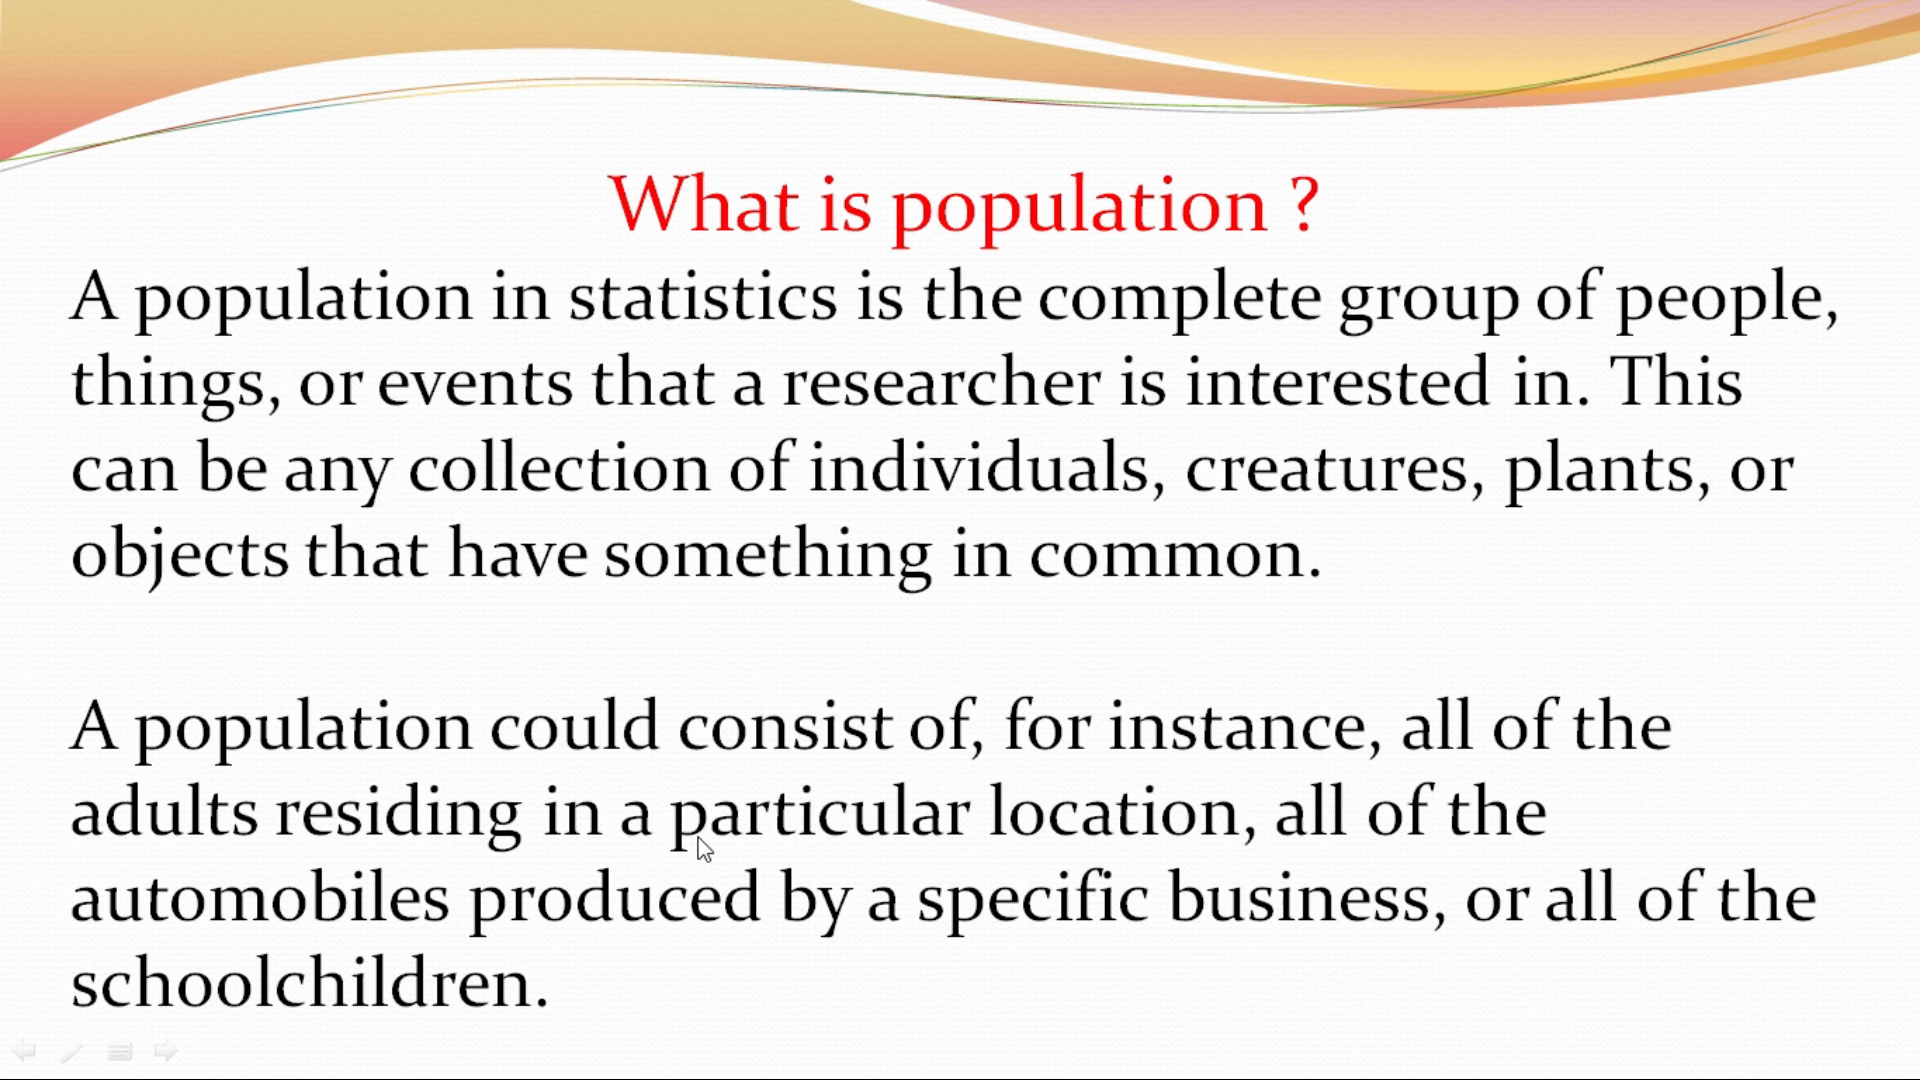 What is population ?
A population in statistics is the complete group of people,
things, or events that a researcher is interested in. This
can be any collection of individuals, creatures, plants, or
objects that have something in common.
A population could consist of, for instance, all of the
adults residing in a particular location, all of the
automobiles produced by a specific business, or all of the
schoolchildren.